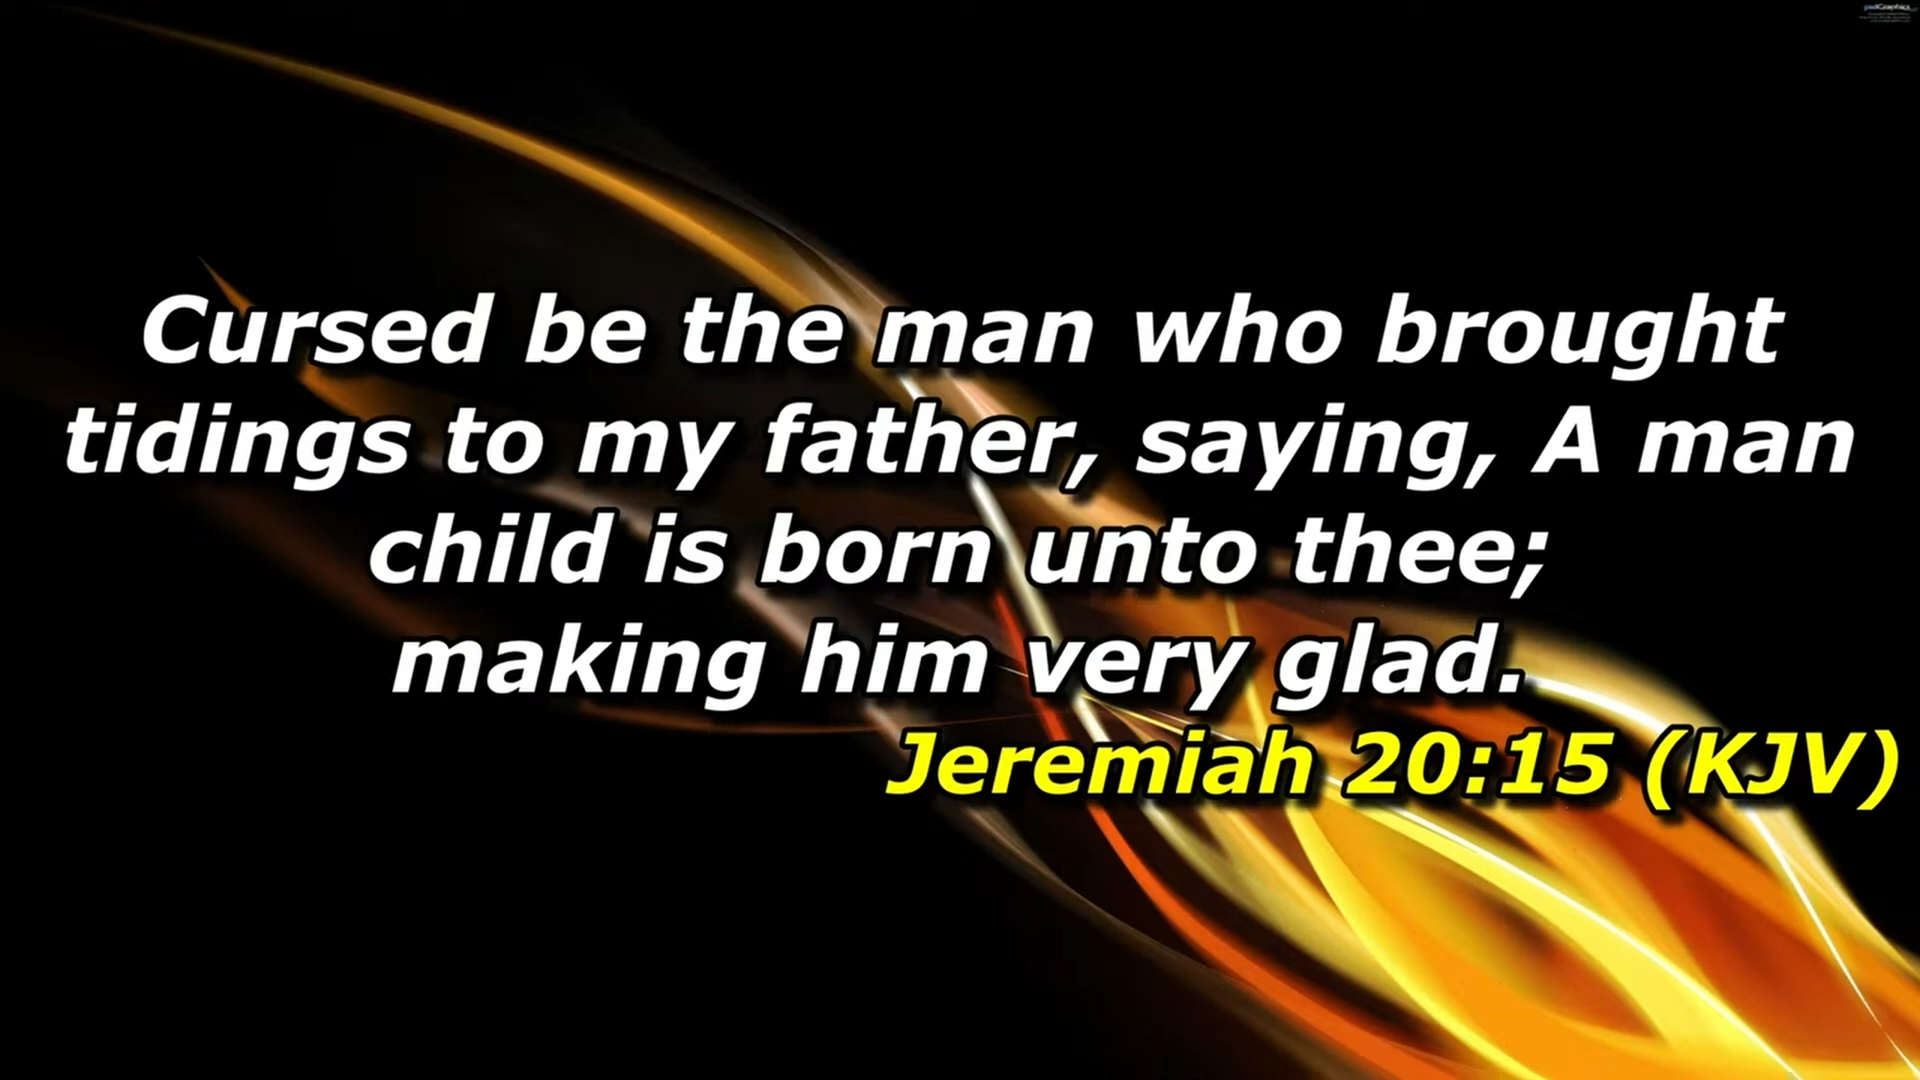 psdGraphics
Cursed be the man who brought
tidings to my father, saying, A man
child is born unto thee;
making him very glad.
Jeremiah 20:15 (KJV)